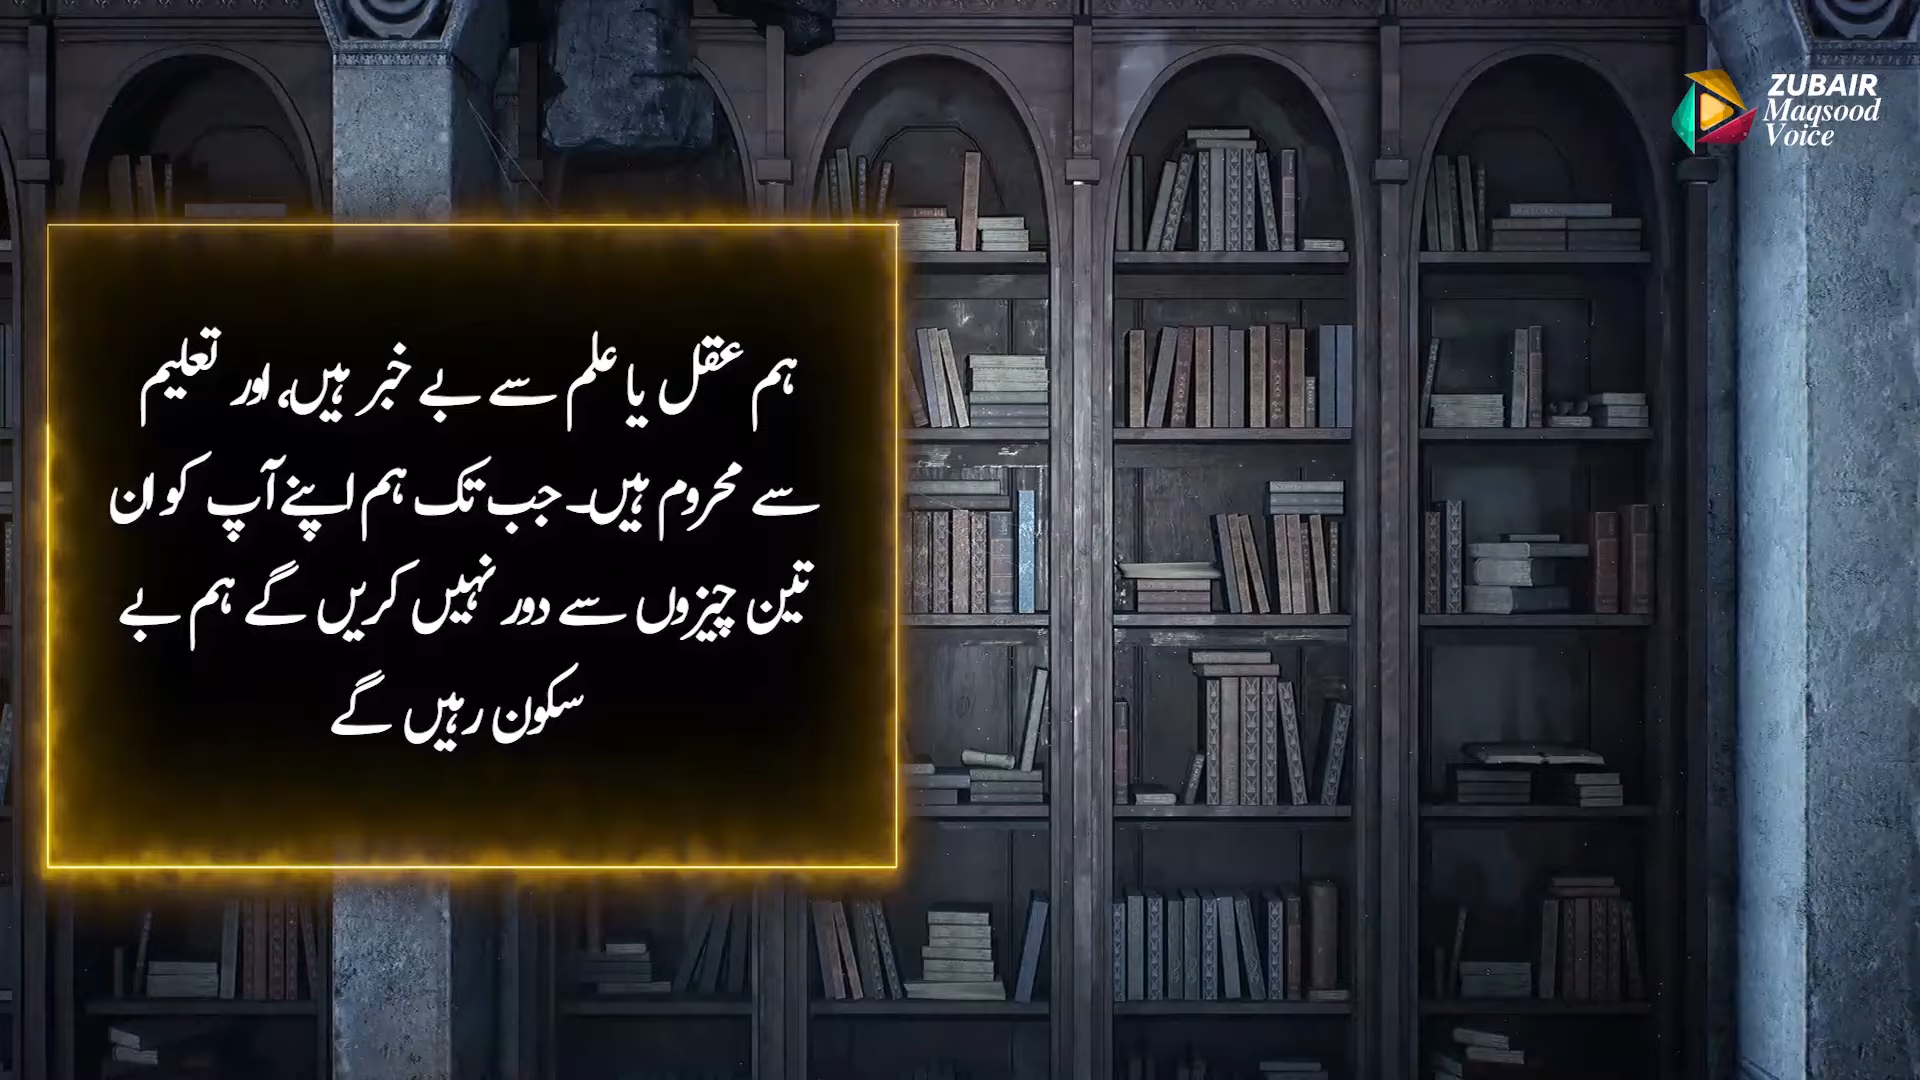 ZUBAIR
Maqsood
Voice
ہم عقل یا علم سے بے خبر ہیں، اور تعلیم
سے محروم ہیں۔ جب تک ہم اپنے آپ کو ان
تین چیزوں سے دور نہیں کریں گے ہم بے
سکون رہیں گے